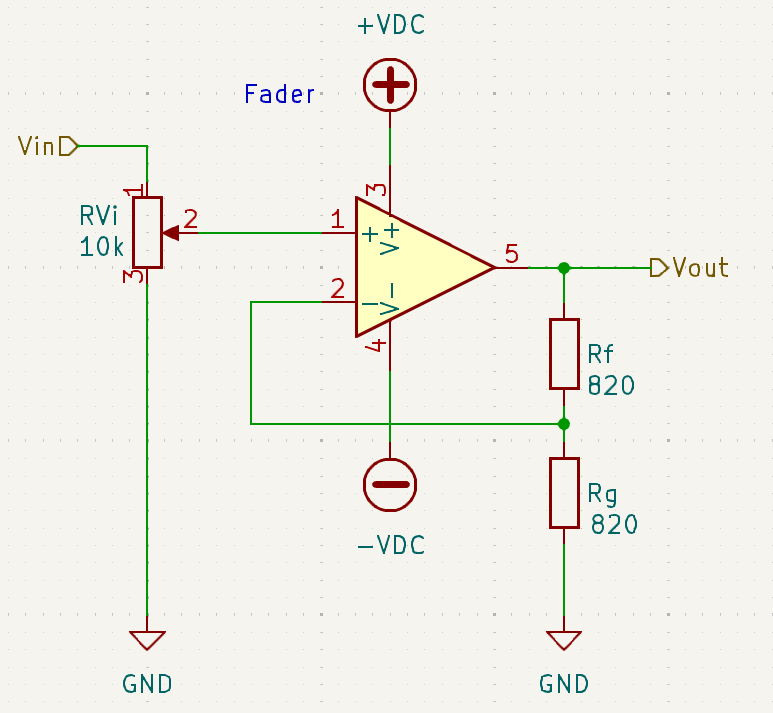 +VDC
Fader
Vin
1
RVi
10k
2
3
3
1
+
V+
2
−
V−
4
5
Vout
Rf
820
Rg
820
−VDC
GND
GND